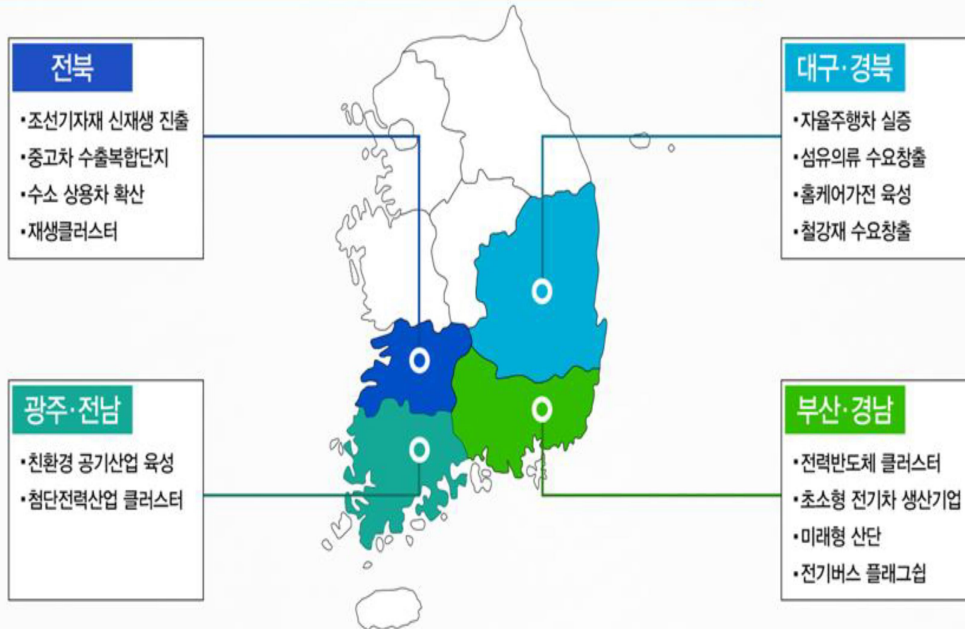 전북
•조선기자재 신재생 진출
•중고차 수출복합단지
•수소 상용차 확산
•재생클러스터
대구·경북
•자율주행차 실증
•섬유의류 수요창출
•홈케어가전 육성
•철강재 수요창출
광주·전남
•친환경 공기산업 육성
•첨단전력산업 클러스터
부산·경남
•전력반도체 클러스터
•초소형 전기차 생산기업
•미래형 산단
•전기버스 플래그쉽